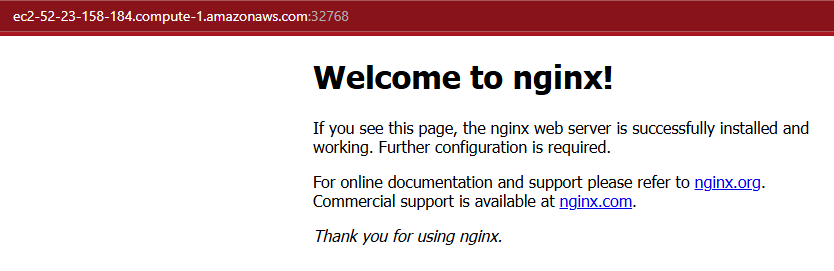 ec2-52-23-158-184.compute-1.amazonaws.com:32768
Welcome to nginx!
If you see this page, the nginx web server is successfully installed and
working. Further configuration is required.
For online documentation and support please refer to nginx.org.
Commercial support is available at nginx.com.
Thank you for using nginx.